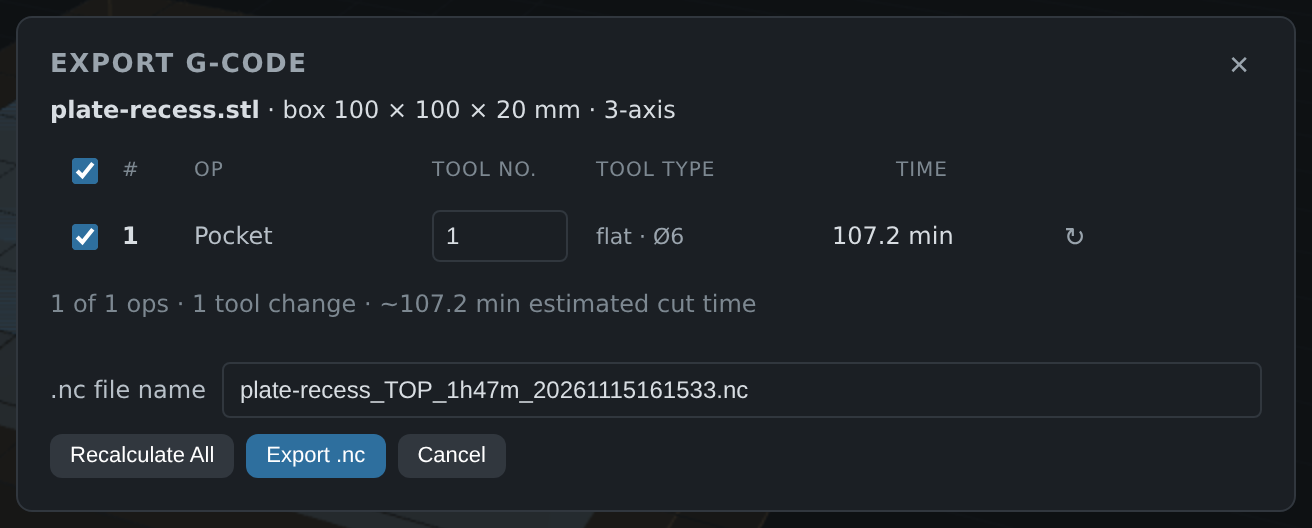 EXPORT G-CODE ×
plate-recess.stl · box 100 × 100 × 20 mm · 3-axis
# OP TOOL NO. TOOL TYPE TIME
1 Pocket 1 flat · Ø6 107.2 min ↻
1 of 1 ops · 1 tool change · ~107.2 min estimated cut time
.nc file name plate-recess_TOP_1h47m_20261115161533.nc
Recalculate All Export .nc Cancel